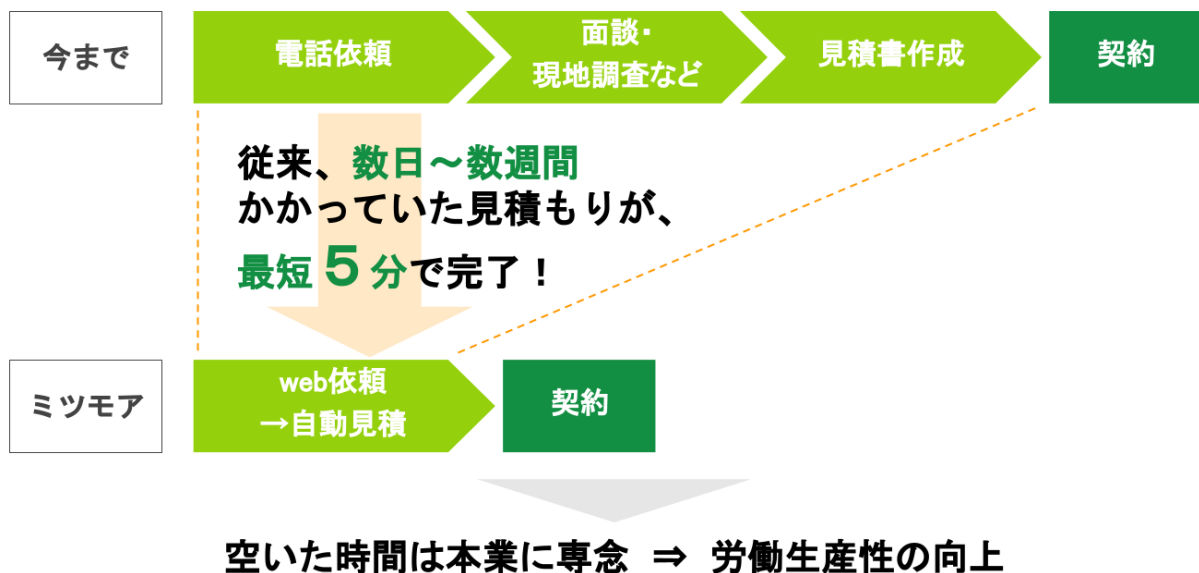 今まで
電話依頼
面談・
現地調査など
見積書作成
契約
従来、数日～数週間
かかっていた見積もりが、
最短５分で完了！
ミツモア
web依頼
→自動見積
契約
空いた時間は本業に専念 ⇒ 労働生産性の向上